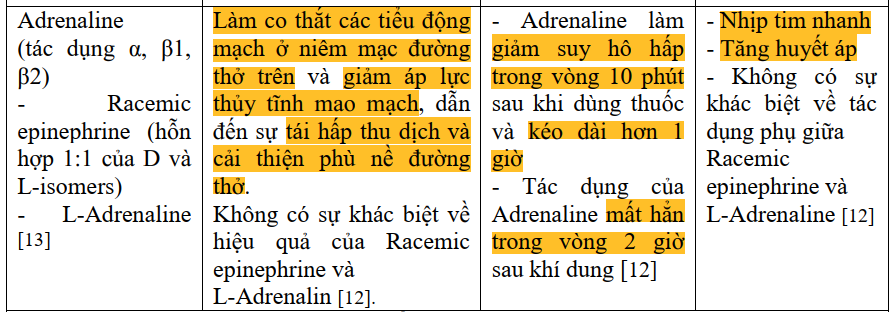 Adrenaline
(tác dụng α, β1,
β2)
- Racemic
epinephrine (hỗn
hợp 1:1 của D và
L-isomers)
- L-Adrenaline
[13]
Làm co thắt các tiểu động
mạch ở niêm mạc đường
thở trên và giảm áp lực
thủy tĩnh mao mạch, dẫn
đến sự tái hấp thu dịch và
cải thiện phù nề đường
thở.
Không có sự khác biệt về
hiệu quả của Racemic
epinephrine và
L-Adrenalin [12].
- Adrenaline làm
giảm suy hô hấp
trong vòng 10 phút
sau khi dùng thuốc
và kéo dài hơn 1
giờ
- Tác dụng của
Adrenaline mất hẳn
trong vòng 2 giờ
sau khí dung [12]
- Nhịp tim nhanh
- Tăng huyết áp
- Không có sự
khác biệt về tác
dụng phụ giữa
Racemic
epinephrine và
L-Adrenaline [12]